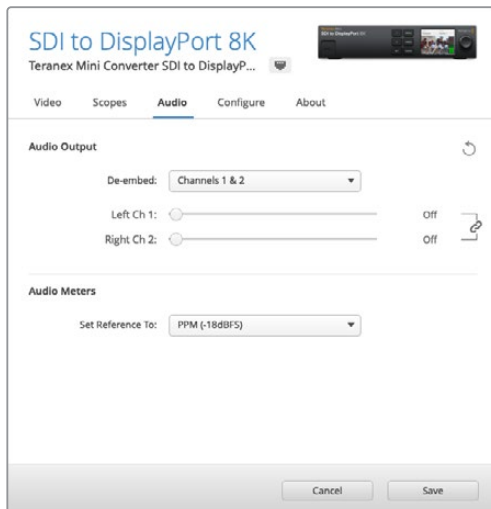 SDI to DisplayPort 8K
Teranex Mini Converter SDI to DisplayP...
Video Scopes Audio Configure About
Audio Output
De-embed: Channels 1 & 2
Left Ch 1: Off
Right Ch 2: Off
Audio Meters
Set Reference To: PPM (-18dBFS)
Cancel Save